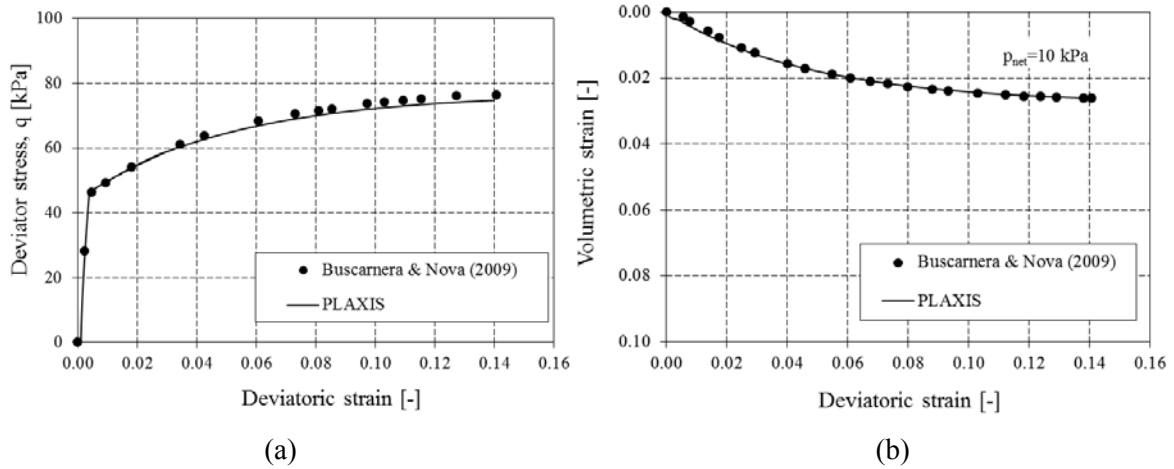 100
80
60
40
20
0
Deviator stress, q [kPa]
Buscarnera & Nova (2009)
PLAXIS
0.00 0.02 0.04 0.06 0.08 0.10 0.12 0.14 0.16
Deviatoric strain [-]
(a)
0.00
0.02
0.04
0.06
0.08
0.10
Volumetric strain [-]
pnet=10 kPa
Buscarnera & Nova (2009)
PLAXIS
0.00 0.02 0.04 0.06 0.08 0.10 0.12 0.14 0.16
Deviatoric strain [-]
(b)